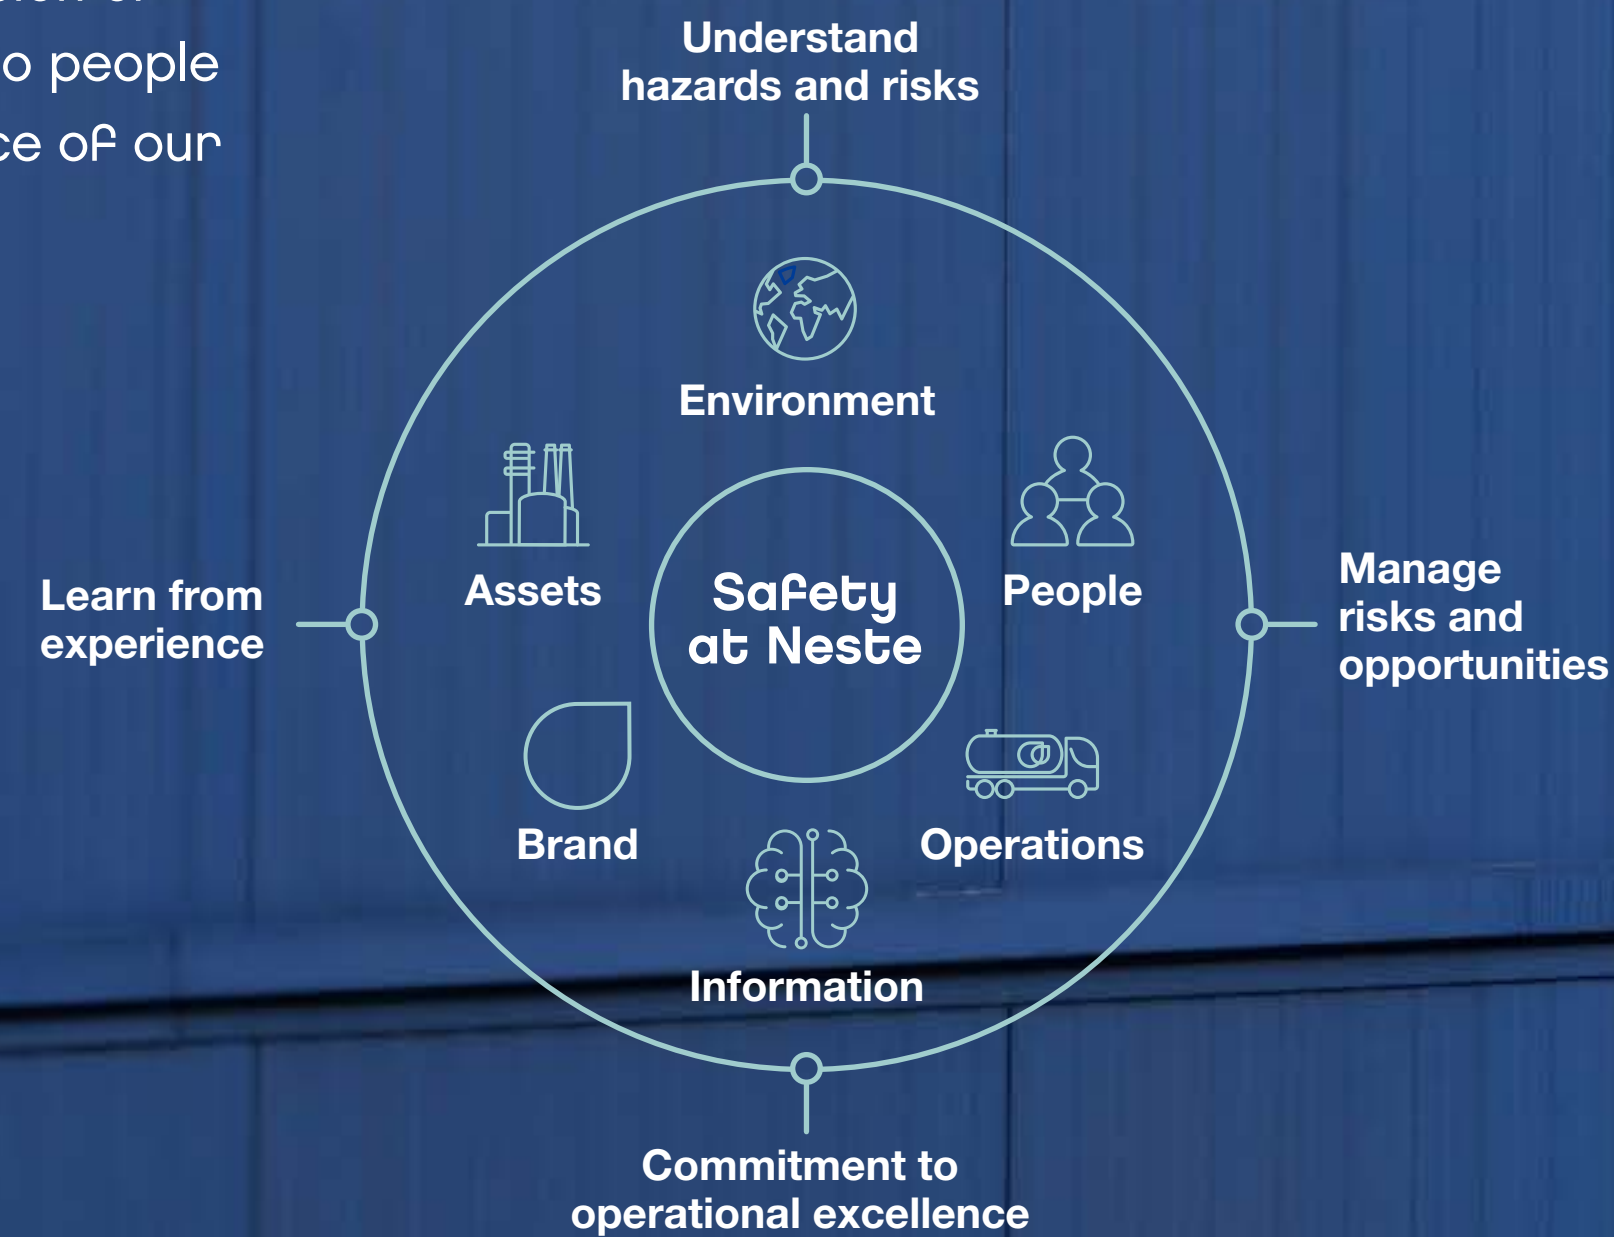 o people
ce of our
Understand
hazards and risks
Environment
Assets
People
Safety
at Neste
Learn from
experience
Manage
risks and
opportunities
Brand
Operations
Information
Commitment to
operational excellence